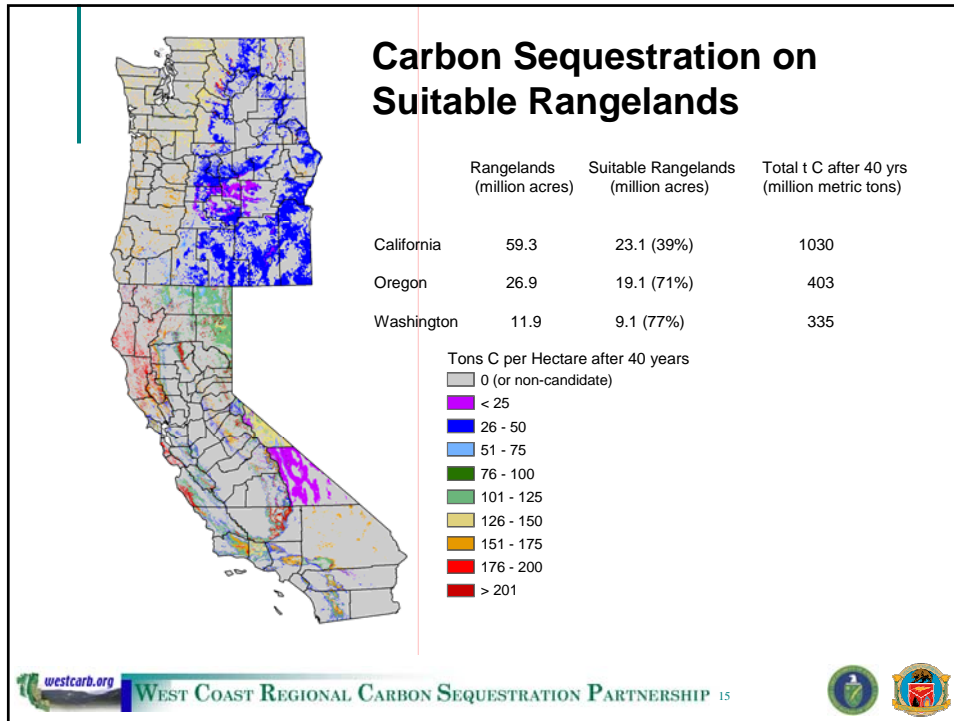 Carbon Sequestration on
Suitable Rangelands
Rangelands Suitable Rangelands Total t C after 40 yrs
(million acres) (million acres) (million metric tons)
California 59.3 23.1 (39%) 1030
Oregon 26.9 19.1 (71%) 403
Washington 11.9 9.1 (77%) 335
Tons C per Hectare after 40 years
0 (or non-candidate)
< 25
26 - 50
51 - 75
76 - 100
101 - 125
126 - 150
151 - 175
176 - 200
> 201
westcarb.org WEST COAST REGIONAL CARBON SEQUESTRATION PARTNERSHIP 15